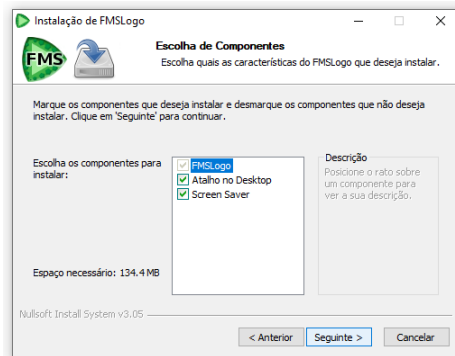 Instalação de FMSLogo
FMS
Escolha de Componentes
Escolha quais as características do FMSLogo que deseja instalar.
Marque os componentes que deseja instalar e desmarque os componentes que não deseja
instalar. Clique em 'Seguinte' para continuar.
Escolha os componentes para
instalar:
FMSLogo
Atalho no Desktop
Screen Saver
Descrição
Posicione o rato sobre
um componente para
ver a sua descrição.
Espaço necessário: 134.4 MB
Nullsoft Install System v3.05
< Anterior
Seguinte >
Cancelar